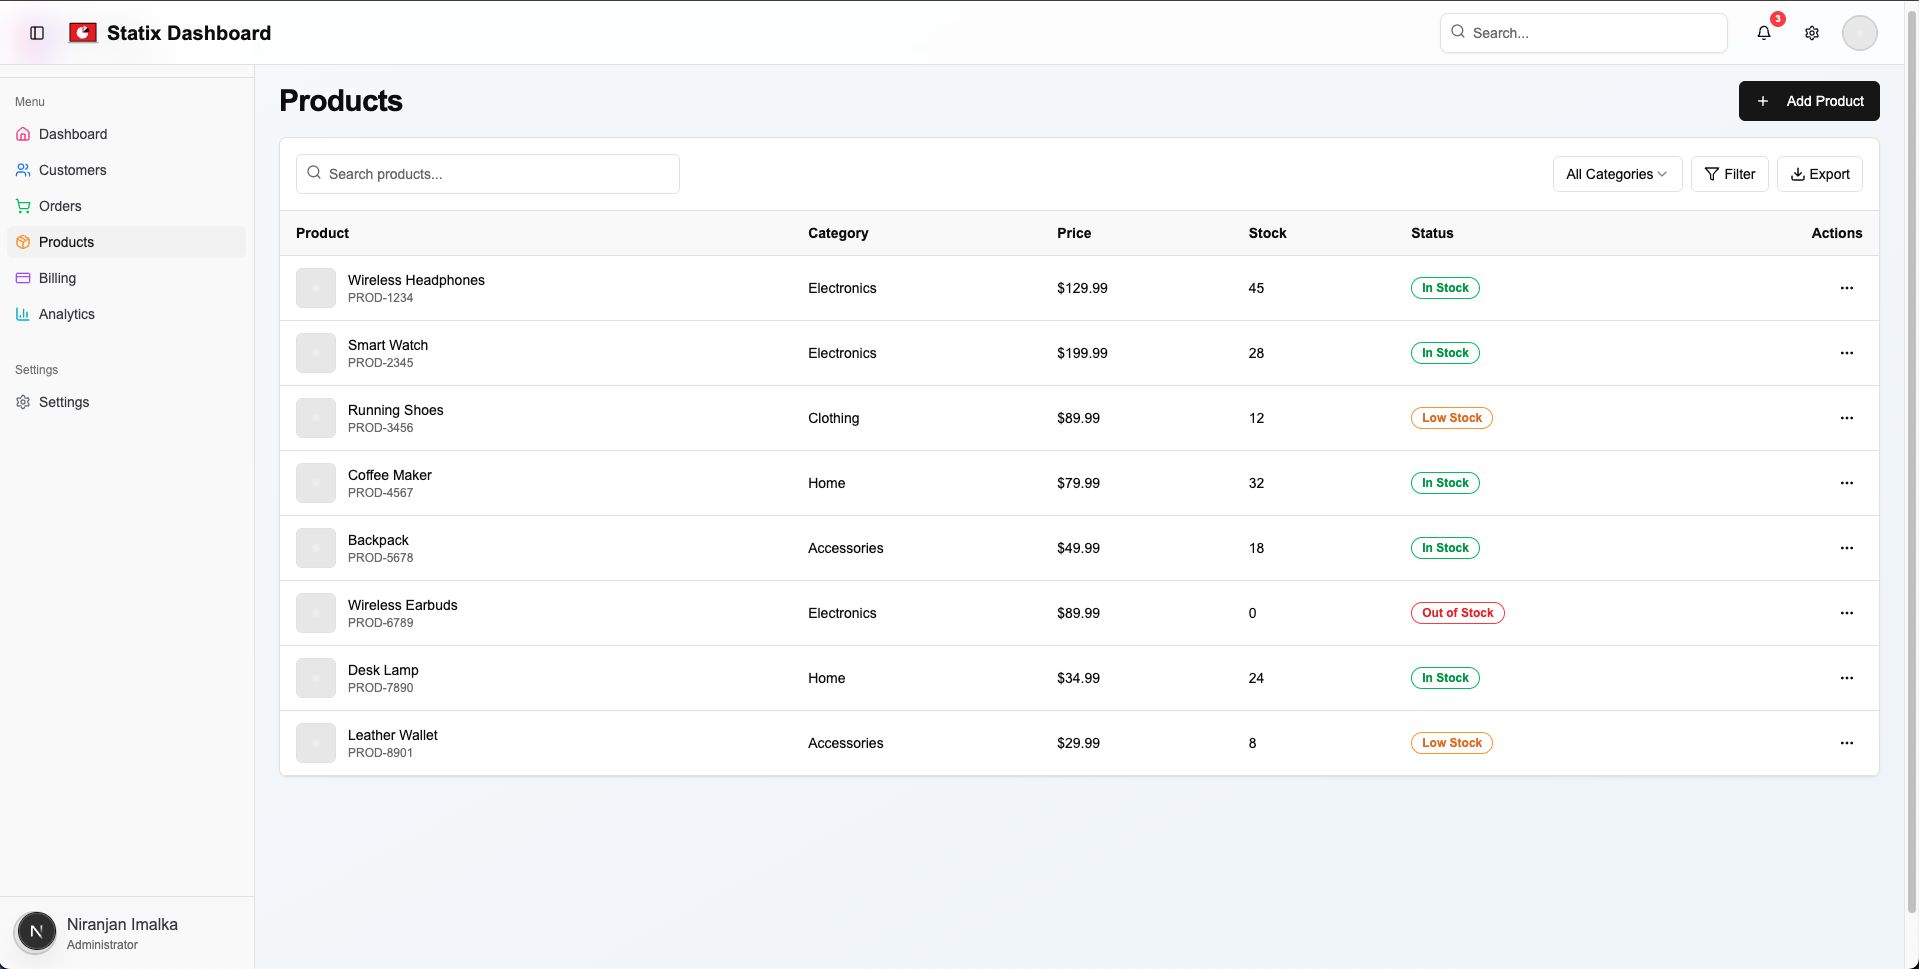 Statix Dashboard
Search...
3
Menu
Dashboard
Customers
Orders
Products
Billing
Analytics
Settings
Settings
N
Niranjan Imalka
Administrator
Products
Add Product
Search products...
All Categories
Filter
Export
Product Category Price Stock Status Actions
Wireless Headphones
PROD-1234
Electronics $129.99 45 In Stock
Smart Watch
PROD-2345
Electronics $199.99 28 In Stock
Running Shoes
PROD-3456
Clothing $89.99 12 Low Stock
Coffee Maker
PROD-4567
Home $79.99 32 In Stock
Backpack
PROD-5678
Accessories $49.99 18 In Stock
Wireless Earbuds
PROD-6789
Electronics $89.99 0 Out of Stock
Desk Lamp
PROD-7890
Home $34.99 24 In Stock
Leather Wallet
PROD-8901
Accessories $29.99 8 Low Stock